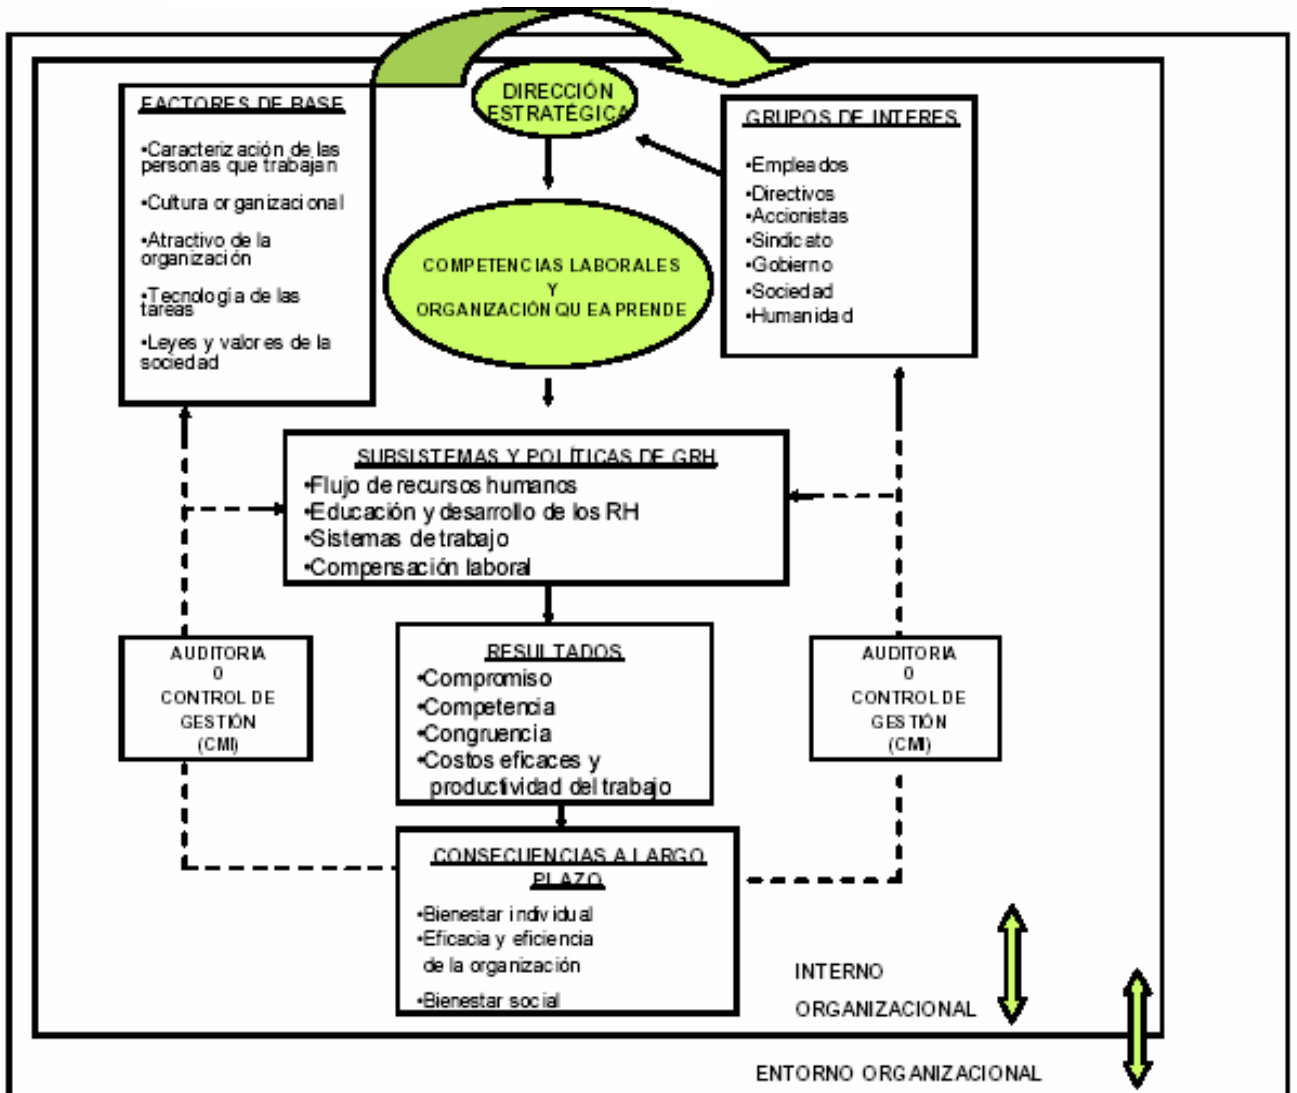 DIRECCIÓN
ESTRATÉGICA
FACTORES DE BASE
•Caracterización de las
personas que trabajan
•Cultura organizacional
•Atractivo de la
organización
•Tecnología de las
tareas
•Leyes y valores de la
sociedad
GRUPOS DE INTERES
•Empleados
•Directivos
•Accionistas
•Sindicato
•Gobierno
•Sociedad
•Humanidad
COMPETENCIAS LABORALES
Y
ORGANIZACIÓN QU EAPRENDE
SUBSISTEMAS Y POLÍTICAS DE GRH
•Flujo de recursos humanos
•Educación y desarrollo de los RH
•Sistemas de trabajo
•Compensación laboral
AUDITORIA
O
CONTROL DE
GESTIÓN
(CMI)
RESULTADOS
•Compromiso
•Competencia
•Congruencia
•Costos eficaces y
productividad del trabajo
AUDITORIA
O
CONTROL DE
GESTIÓN
(CMI)
CONSECUENCIAS A LARGO
PLAZO
•Bienestar individual
•Eficacia y eficiencia
de la organización
•Bienestar social
INTERNO
ORGANIZACIONAL
ENTORNO ORGANIZACIONAL